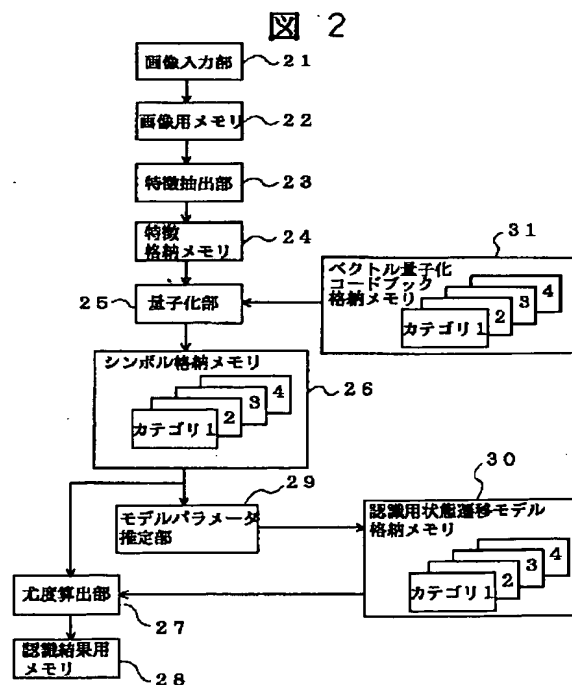 図 2
画像入力部
21
画像用メモリ
22
特徴抽出部
23
特徴
格納メモリ
24
31
ベクトル量子化
コードブック
格納メモリ
4
3
2
カテゴリ1
25
量子化部
シンボル格納メモリ
4
3
2
カテゴリ1
26
29
モデルパラメータ
推定部
30
認識用状態遷移モデル
格納メモリ
4
3
2
カテゴリ1
尤度算出部
27
認識結果用
メモリ
28